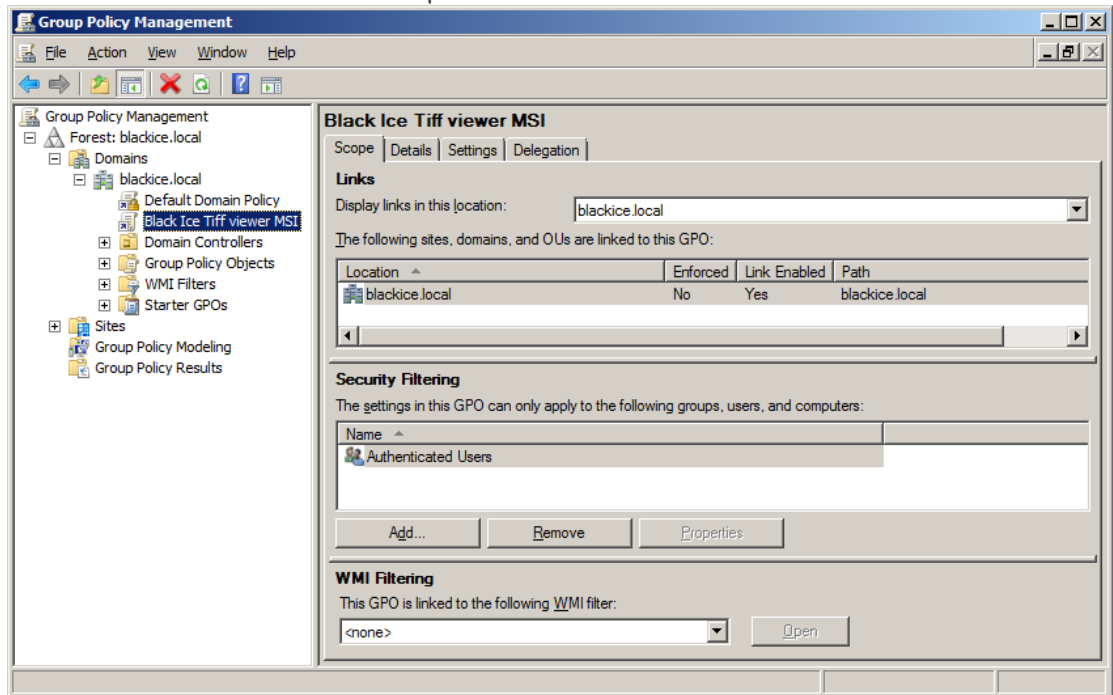 Group Policy Management
File Action View Window Help
Group Policy Management
Forest: blackice.local
Domains
blackice.local
Default Domain Policy
Black Ice Tiff viewer MSI
Domain Controllers
Group Policy Objects
WMI Filters
Starter GPOs
Sites
Group Policy Modeling
Group Policy Results
Black Ice Tiff viewer MSI
Scope Details Settings Delegation
Links
Display links in this location: blackice.local
The following sites, domains, and OUs are linked to this GPO:
Location Enforced Link Enabled Path
blackice.local No Yes blackice.local
Security Filtering
The settings in this GPO can only apply to the following groups, users, and computers:
Name
Authenticated Users
Add... Remove Properties
WMI Filtering
This GPO is linked to the following WMI filter:
<none> Open